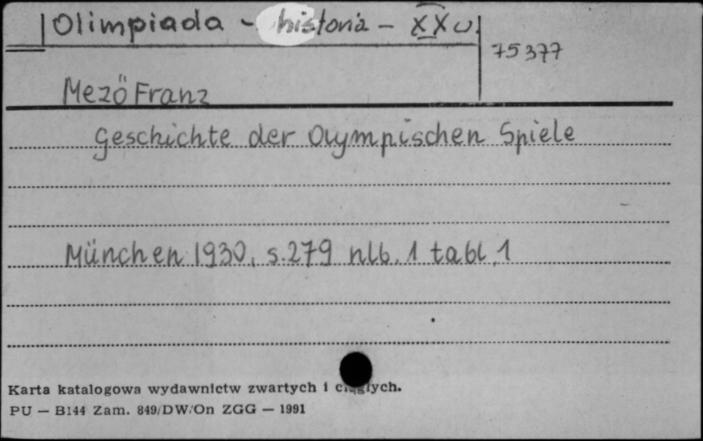 Olimpiada - historia - XX w.
75377
Mezö Franz
Geschichte der Olympischen Spiele
München 1930, s.279 nlb. 1 tabl. 1
Karta katalogowa wydawnictw zwartych i ciągłych.
PU — B144 Zam. 849/DW/On ZGG — 1991